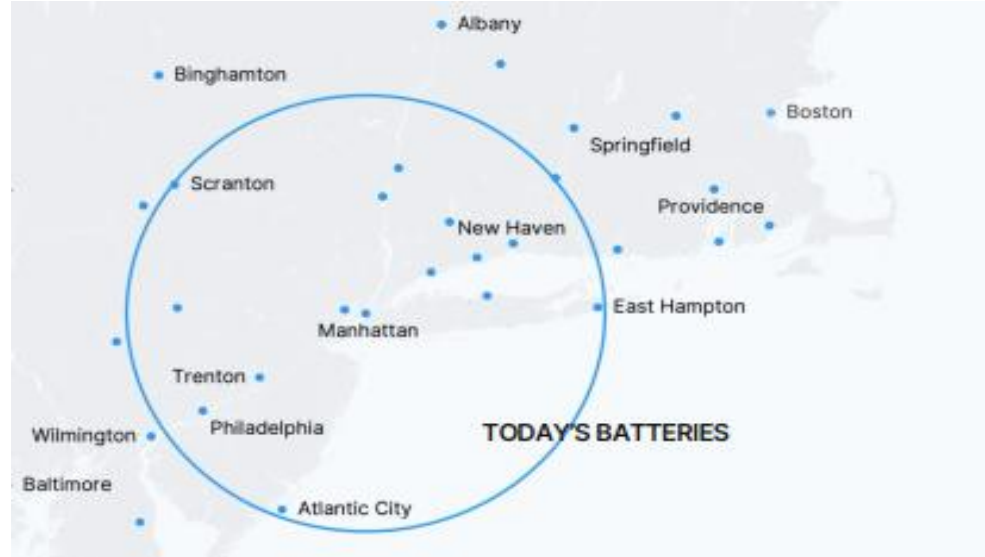 Albany
Binghamton
Boston
Springfield
Scranton
Providence
New Haven
East Hampton
Manhattan
Trenton
Philadelphia
Wilmington
TODAY'S BATTERIES
Baltimore
Atlantic City